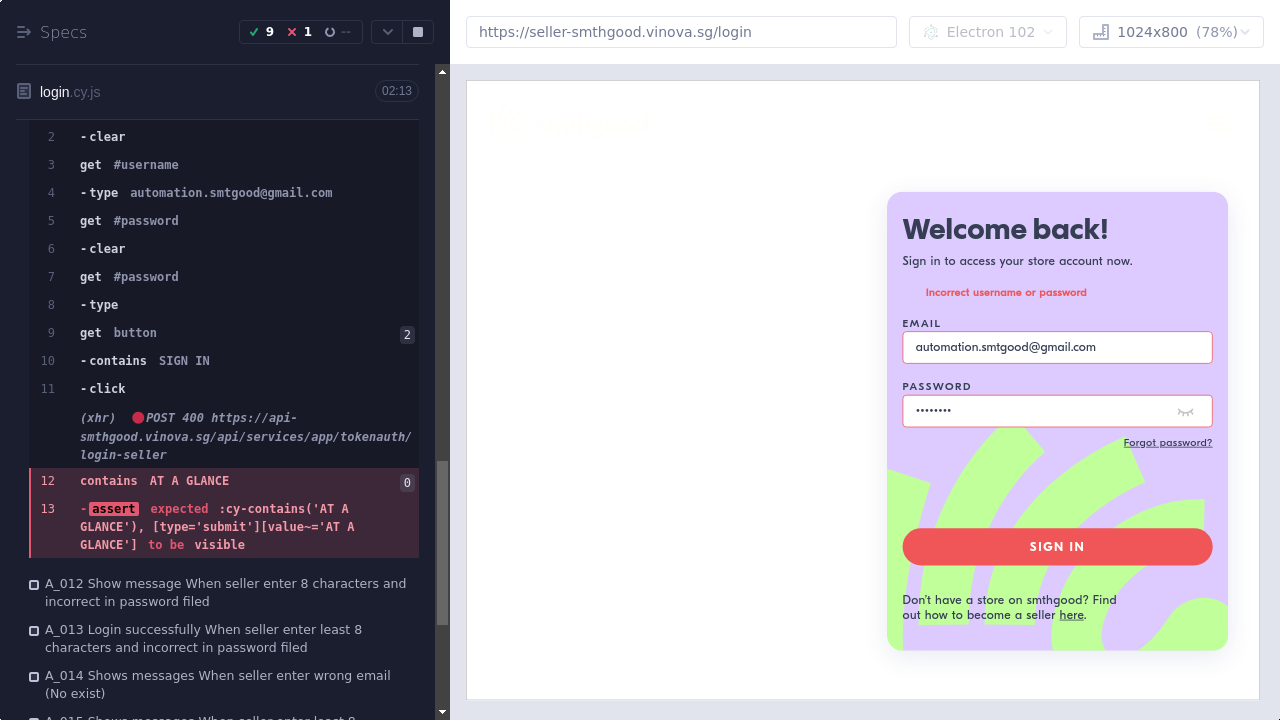 Specs
9
1
--
login.cy.js
02:13
2 -clear
3 get #username
4 -type automation.smtgood@gmail.com
5 get #password
6 -clear
7 get #password
8 -type
9 get button 2
10 -contains SIGN IN
11 -click
(xhr) POST 400 https://api-
smthgood.vinova.sg/api/services/app/tokenauth/
login-seller
12 contains AT A GLANCE 0
13 -assert expected :cy-contains('AT A
GLANCE'), [type='submit'][value~='AT A
GLANCE'] to be visible
A_012 Show message When seller enter 8 characters and
incorrect in password filed
A_013 Login successfully When seller enter least 8
characters and incorrect in password filed
A_014 Shows messages When seller enter wrong email
(No exist)
A_015 Shows messages When seller enter least 8
https://seller-smthgood.vinova.sg/login
Electron 102
1024x800 (78%)
Welcome back!
Sign in to access your store account now.
Incorrect username or password
EMAIL
automation.smtgood@gmail.com
PASSWORD
••••••••
Forgot password?
SIGN IN
Don't have a store on smthgood? Find
out how to become a seller here.